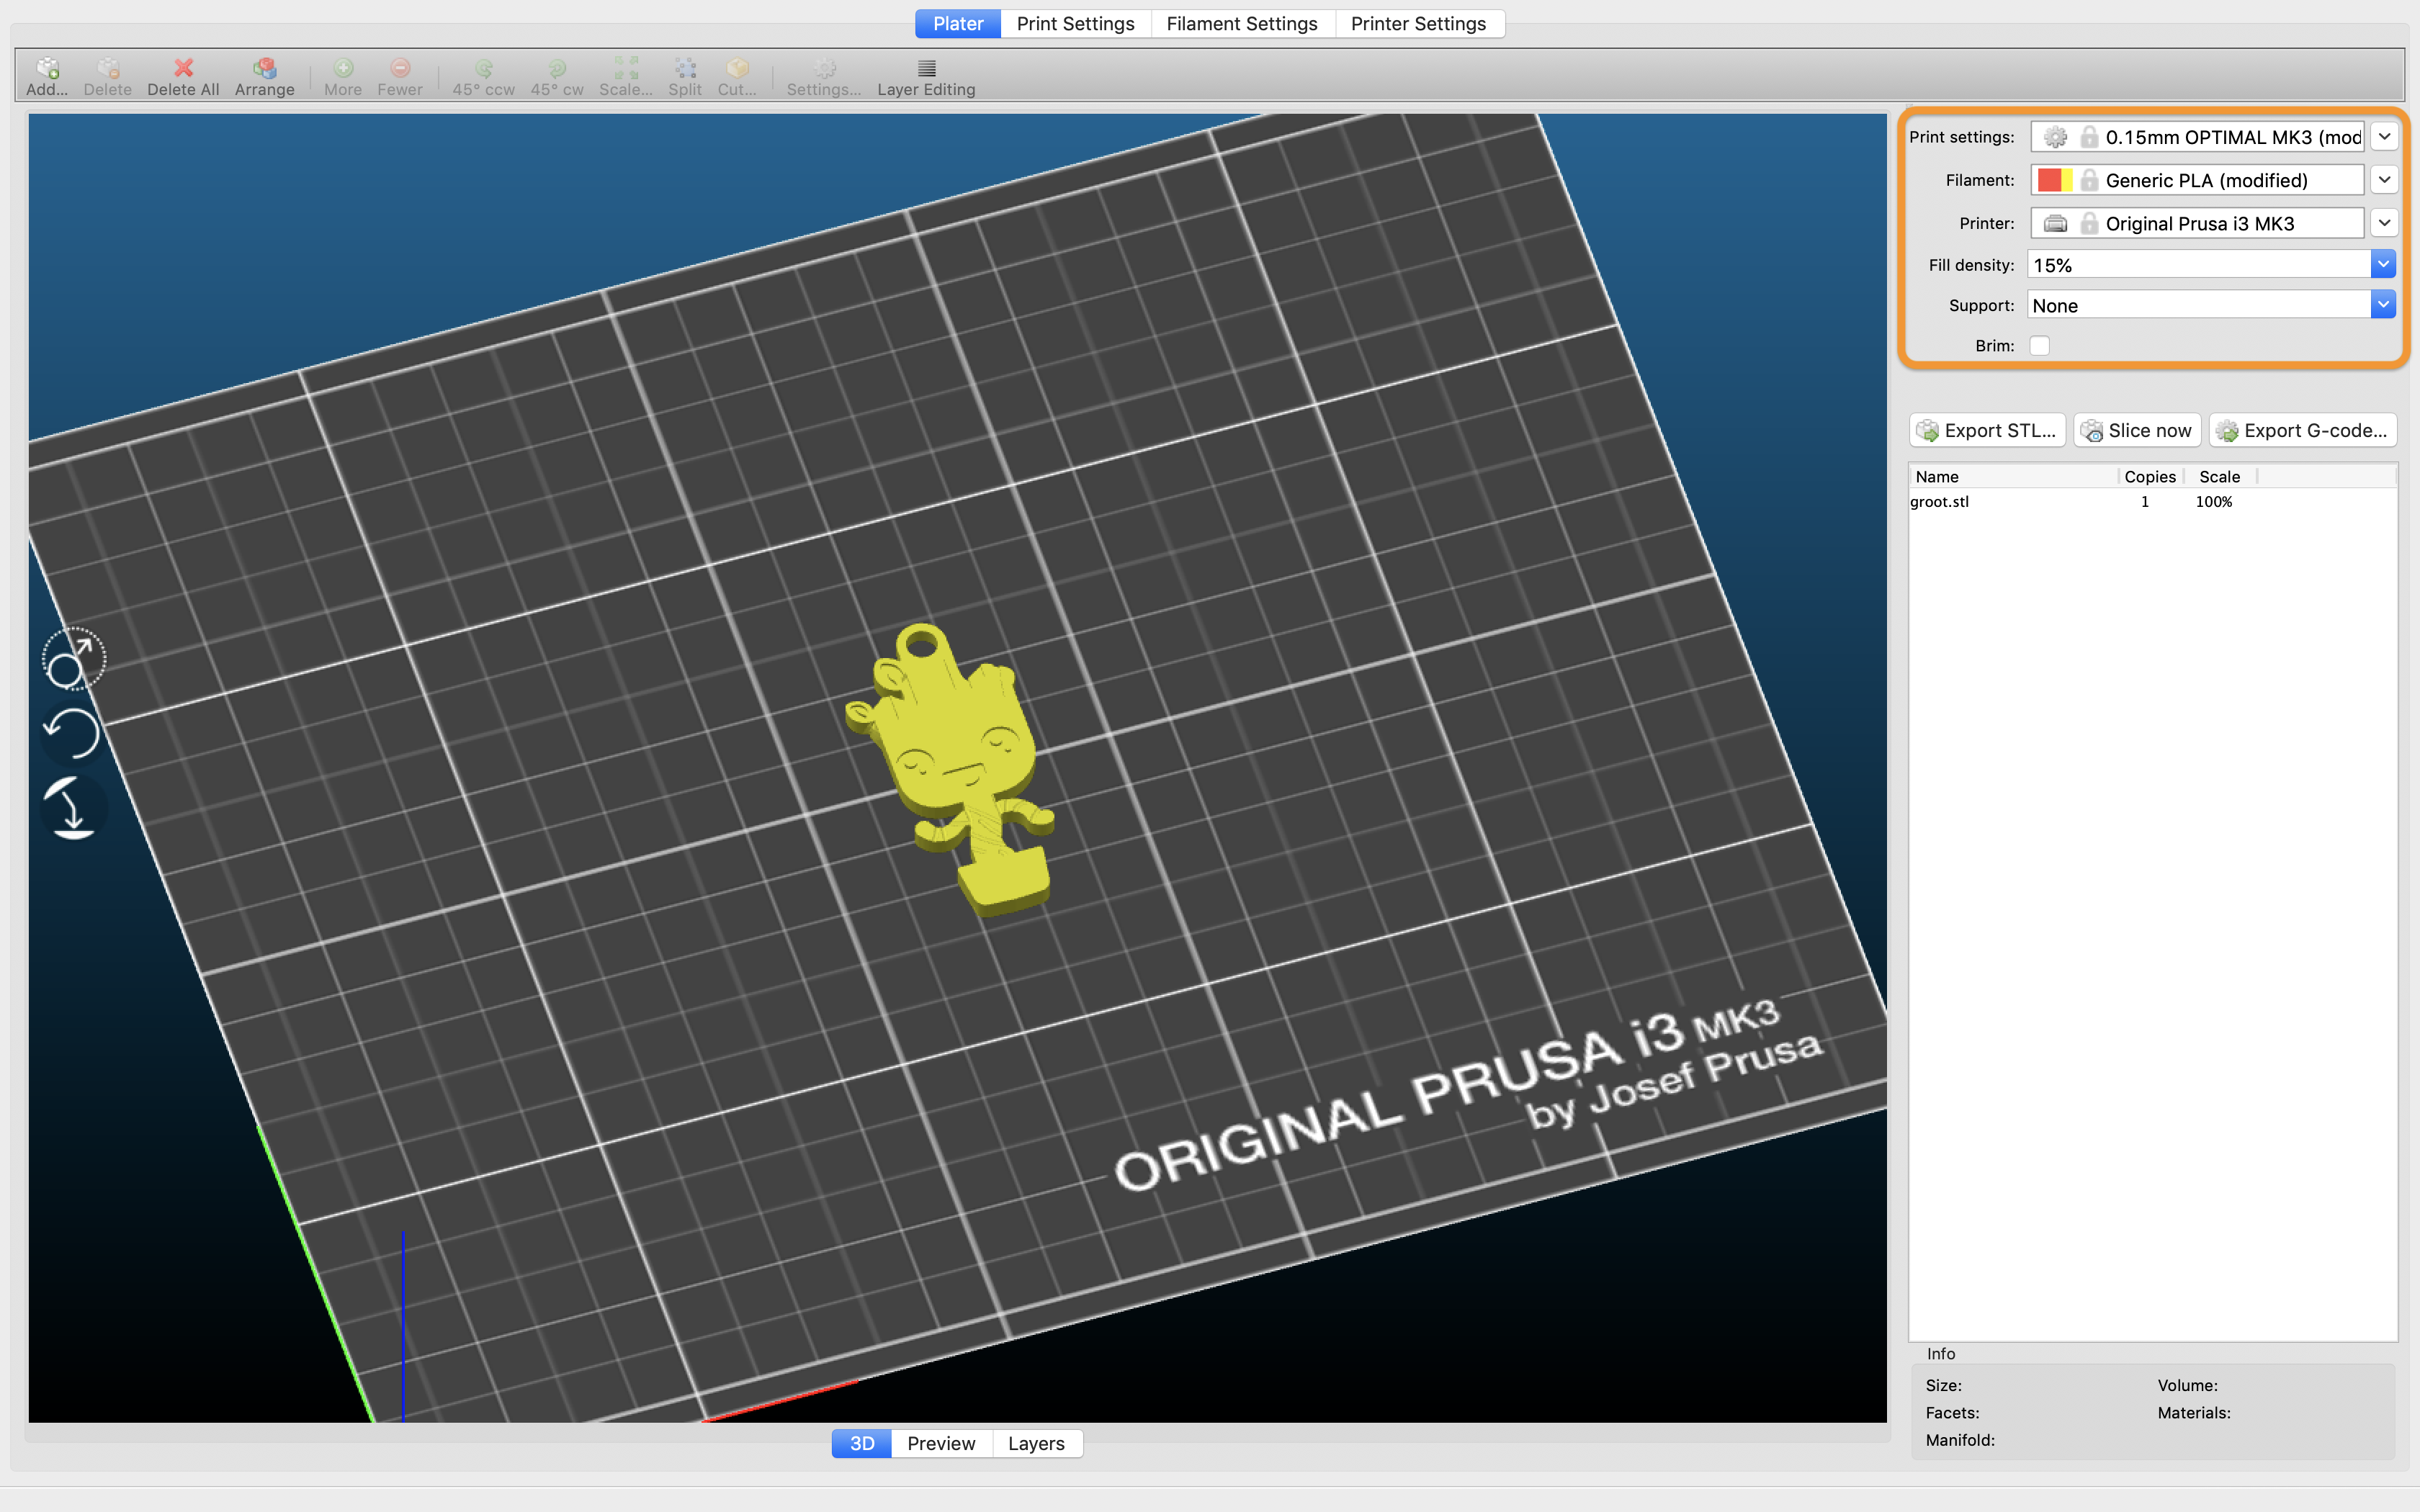 Plater Print Settings Filament Settings Printer Settings
Add... Delete Delete All Arrange More Fewer 45° ccw 45° cw Scale... Split Cut... Settings... Layer Editing
Print settings: 0.15mm OPTIMAL MK3 (mod
Filament: Generic PLA (modified)
Printer: Original Prusa i3 MK3
Fill density: 15%
Support: None
Brim:
Export STL... Slice now Export G-code...
Name Copies Scale
groot.stl 1 100%
ORIGINAL PRUSA i3 MK3
by Josef Prusa
Info
Size: Volume:
Facets: Materials:
Manifold:
3D Preview Layers